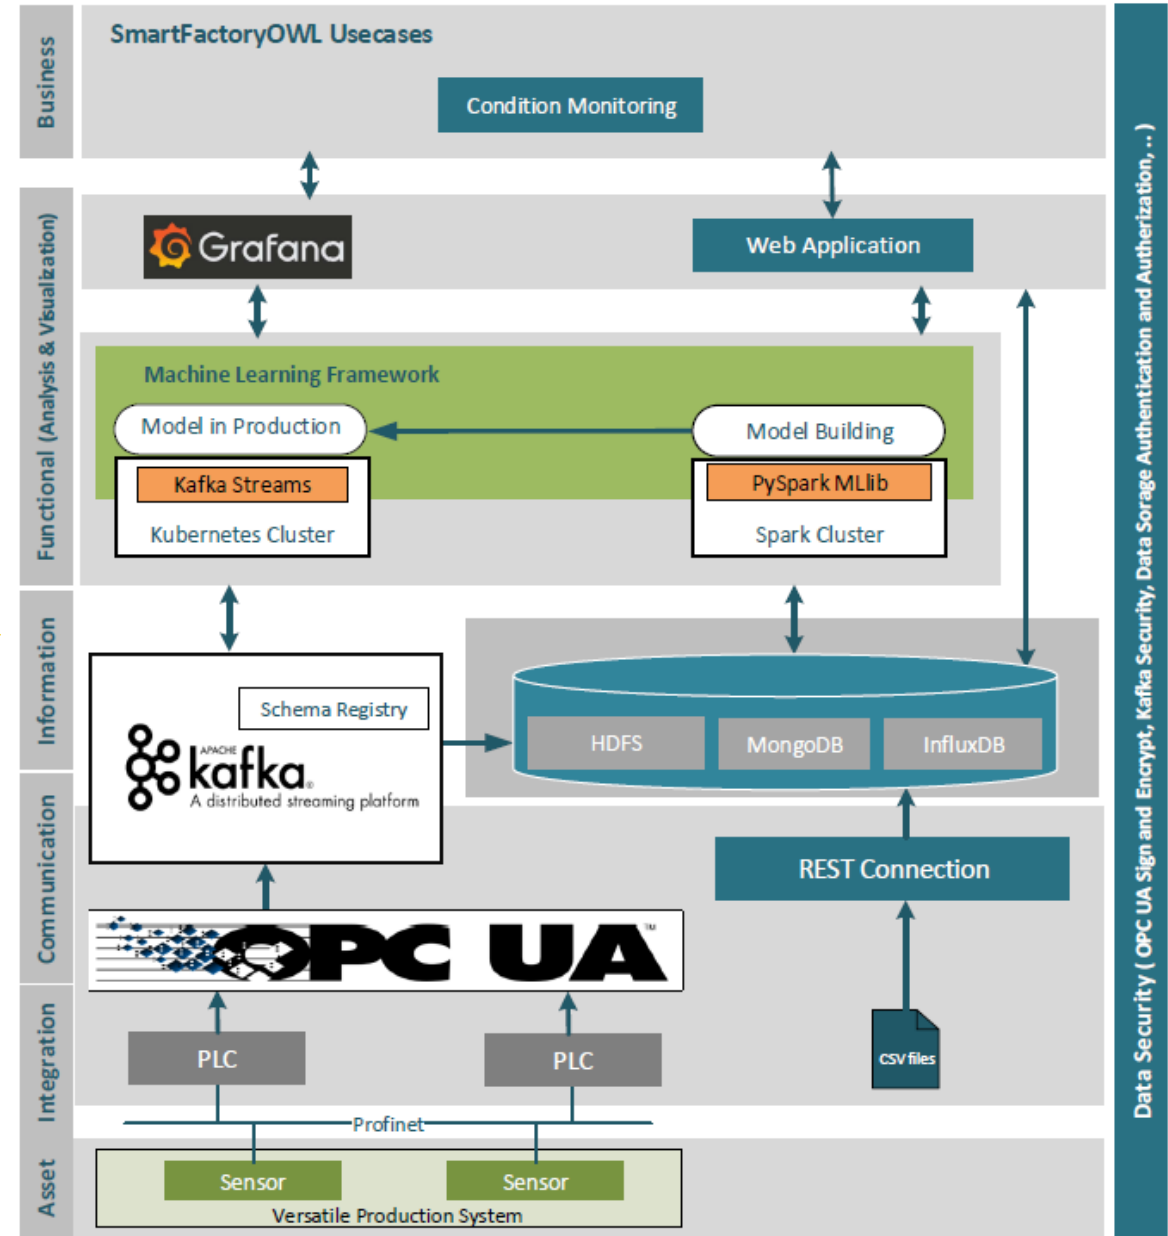 SmartFactoryOWL Usecases
Business
Condition Monitoring
Functional (Analysis & Visualization)
Grafana
Web Application
Machine Learning Framework
Model in Production
Model Building
Kafka Streams
PySpark MLlib
Kubernetes Cluster
Spark Cluster
Information
Schema Registry
APACHE
kafka®
A distributed streaming platform
HDFS
MongoDB
InfluxDB
Communication
REST Connection
OPC UA™
Integration
PLC
PLC
CSV files
Profinet
Asset
Sensor
Sensor
Versatile Production System
Data Security ( OPC UA Sign and Encrypt, Kafka Security, Data Sorage Authentication and Autherization, .. )